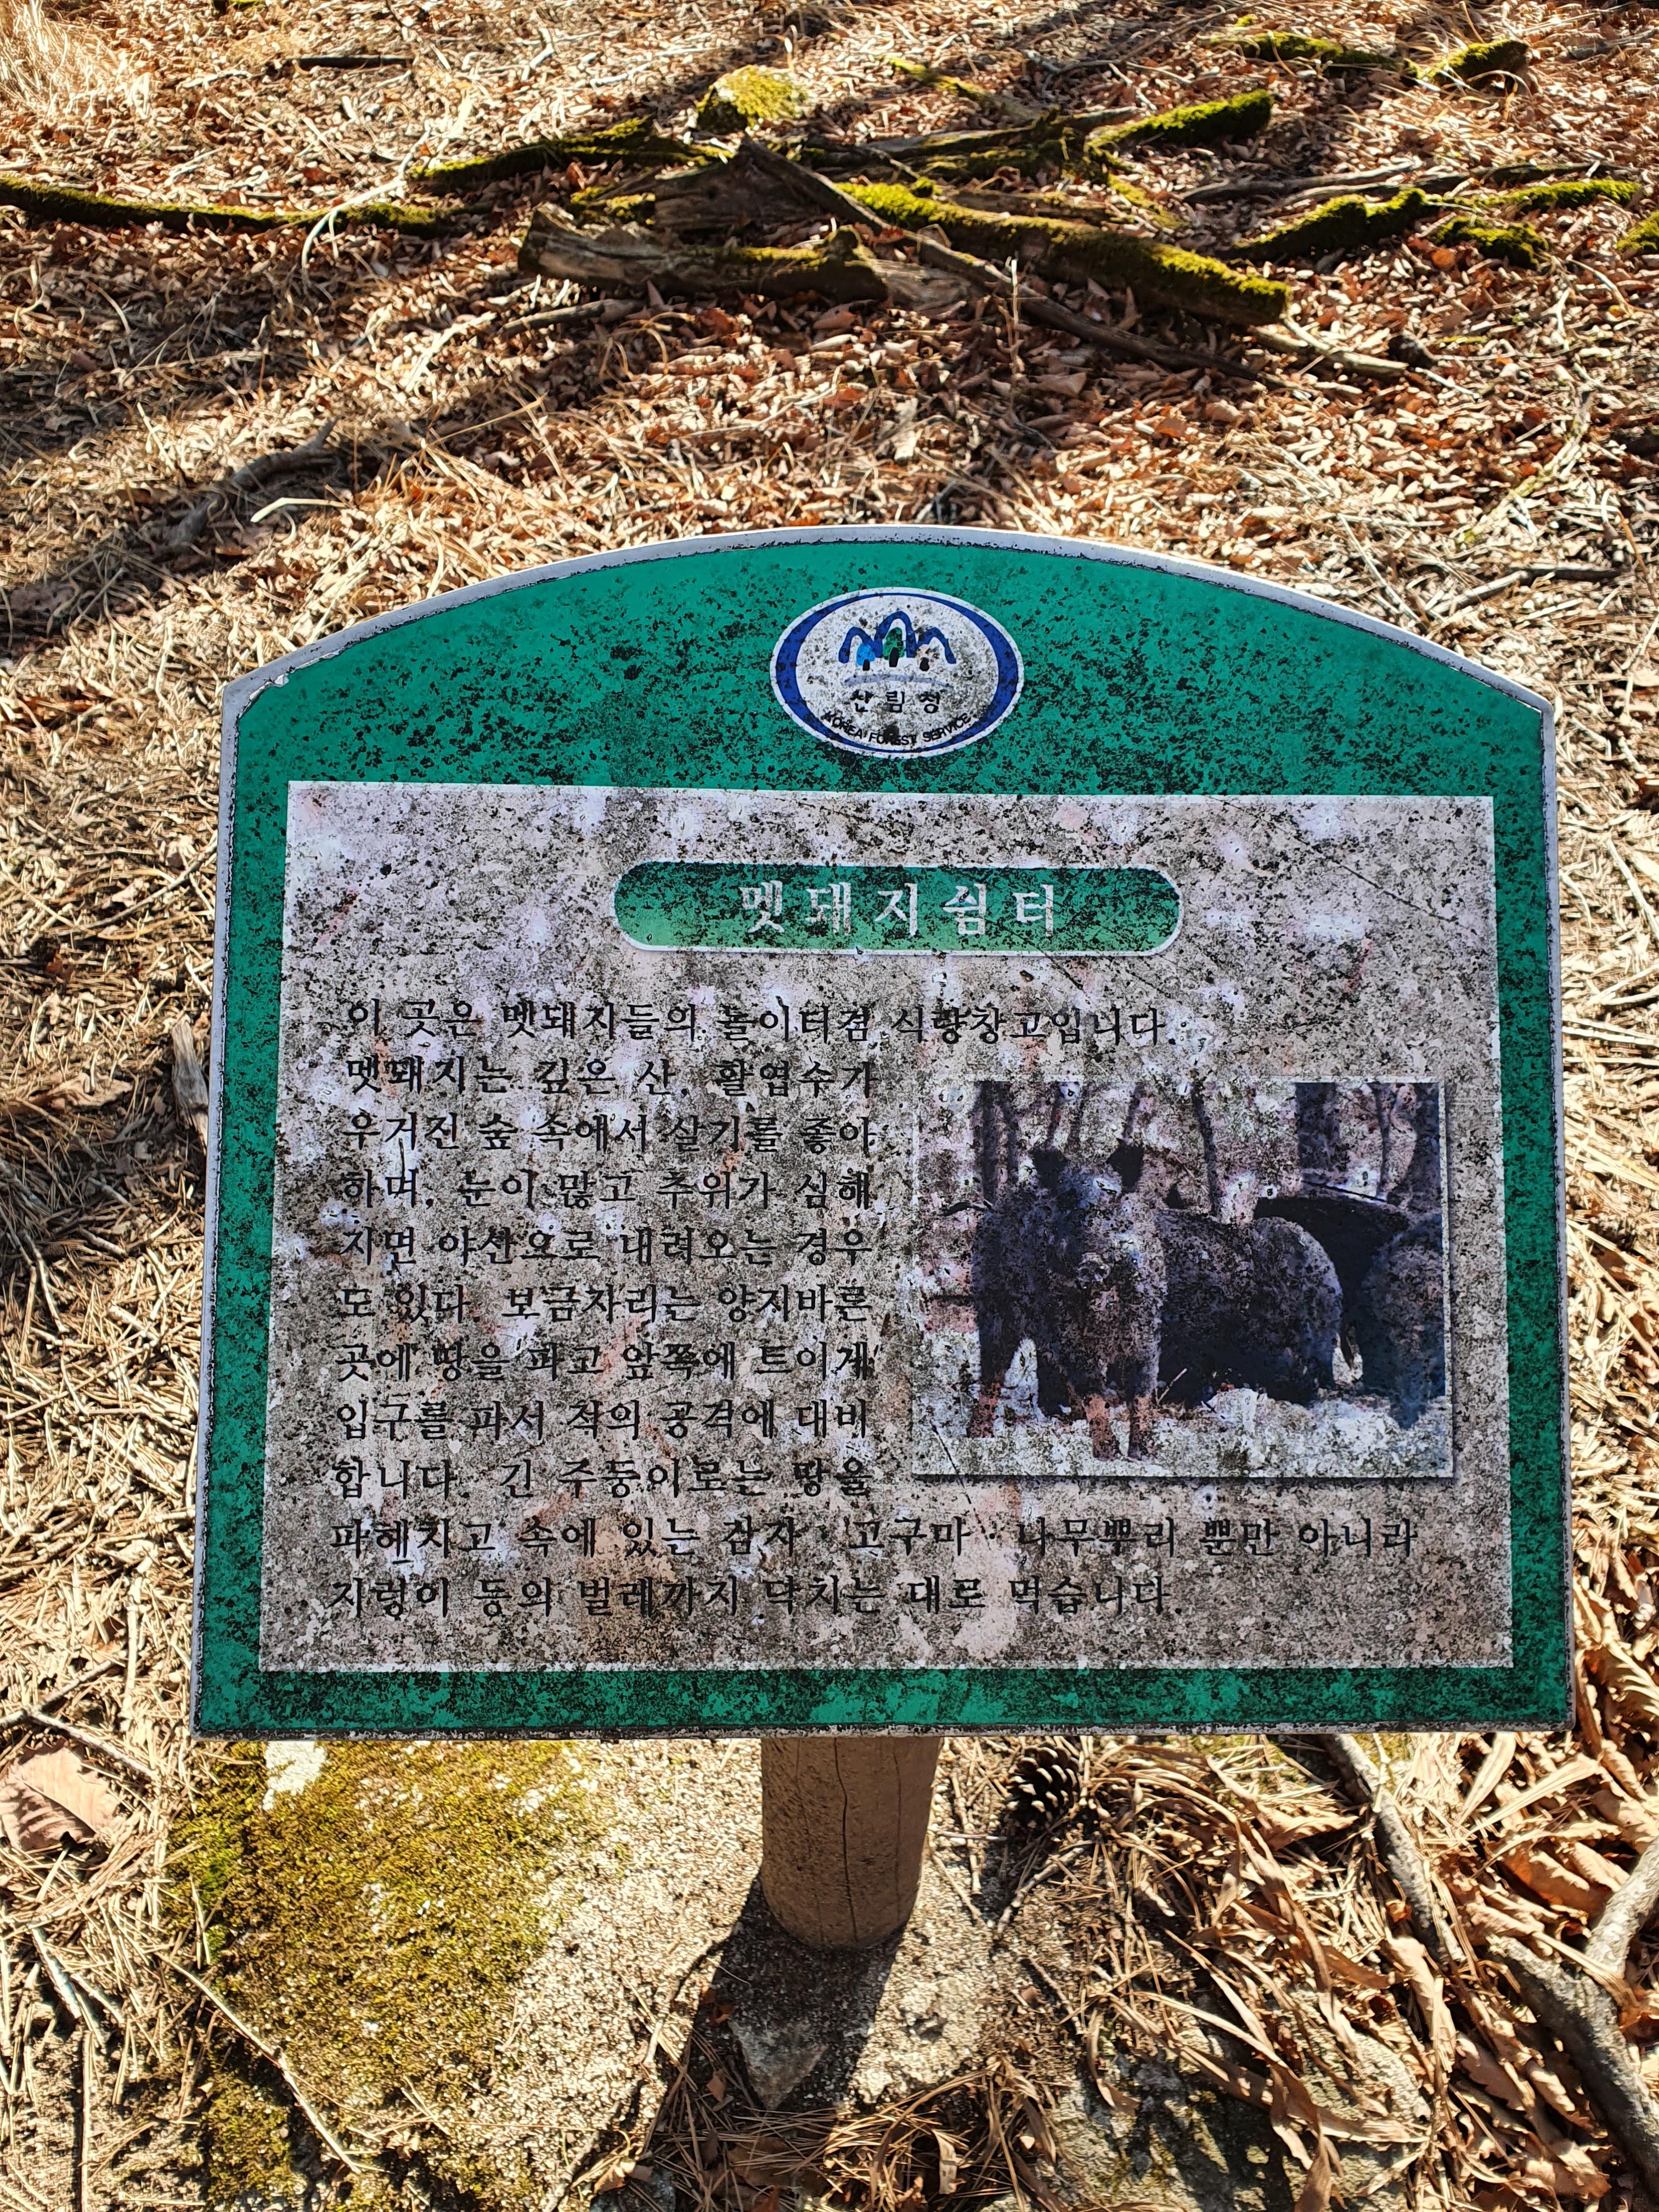 산림청
KOREA FOREST SERVICE
멧돼지쉼터
이 곳은 멧돼지들의 놀이터겸 식량창고입니다.
멧돼지는 깊은 산, 활엽수가
우거진 숲 속에서 살기를 좋아
하며, 눈이 많고 추위가 심해
지면 야산으로 내려오는 경우
도 있다. 보금자리는 양지바른
곳에 땅을 파고 앞쪽에 트이게
입구를 파서 적의 공격에 대비
합니다. 긴 주둥이로는 땅을
파헤치고 속에 있는 감자 · 고구마 · 나무뿌리 뿐만 아니라
지렁이 등의 벌레까지 닥치는 대로 먹습니다.